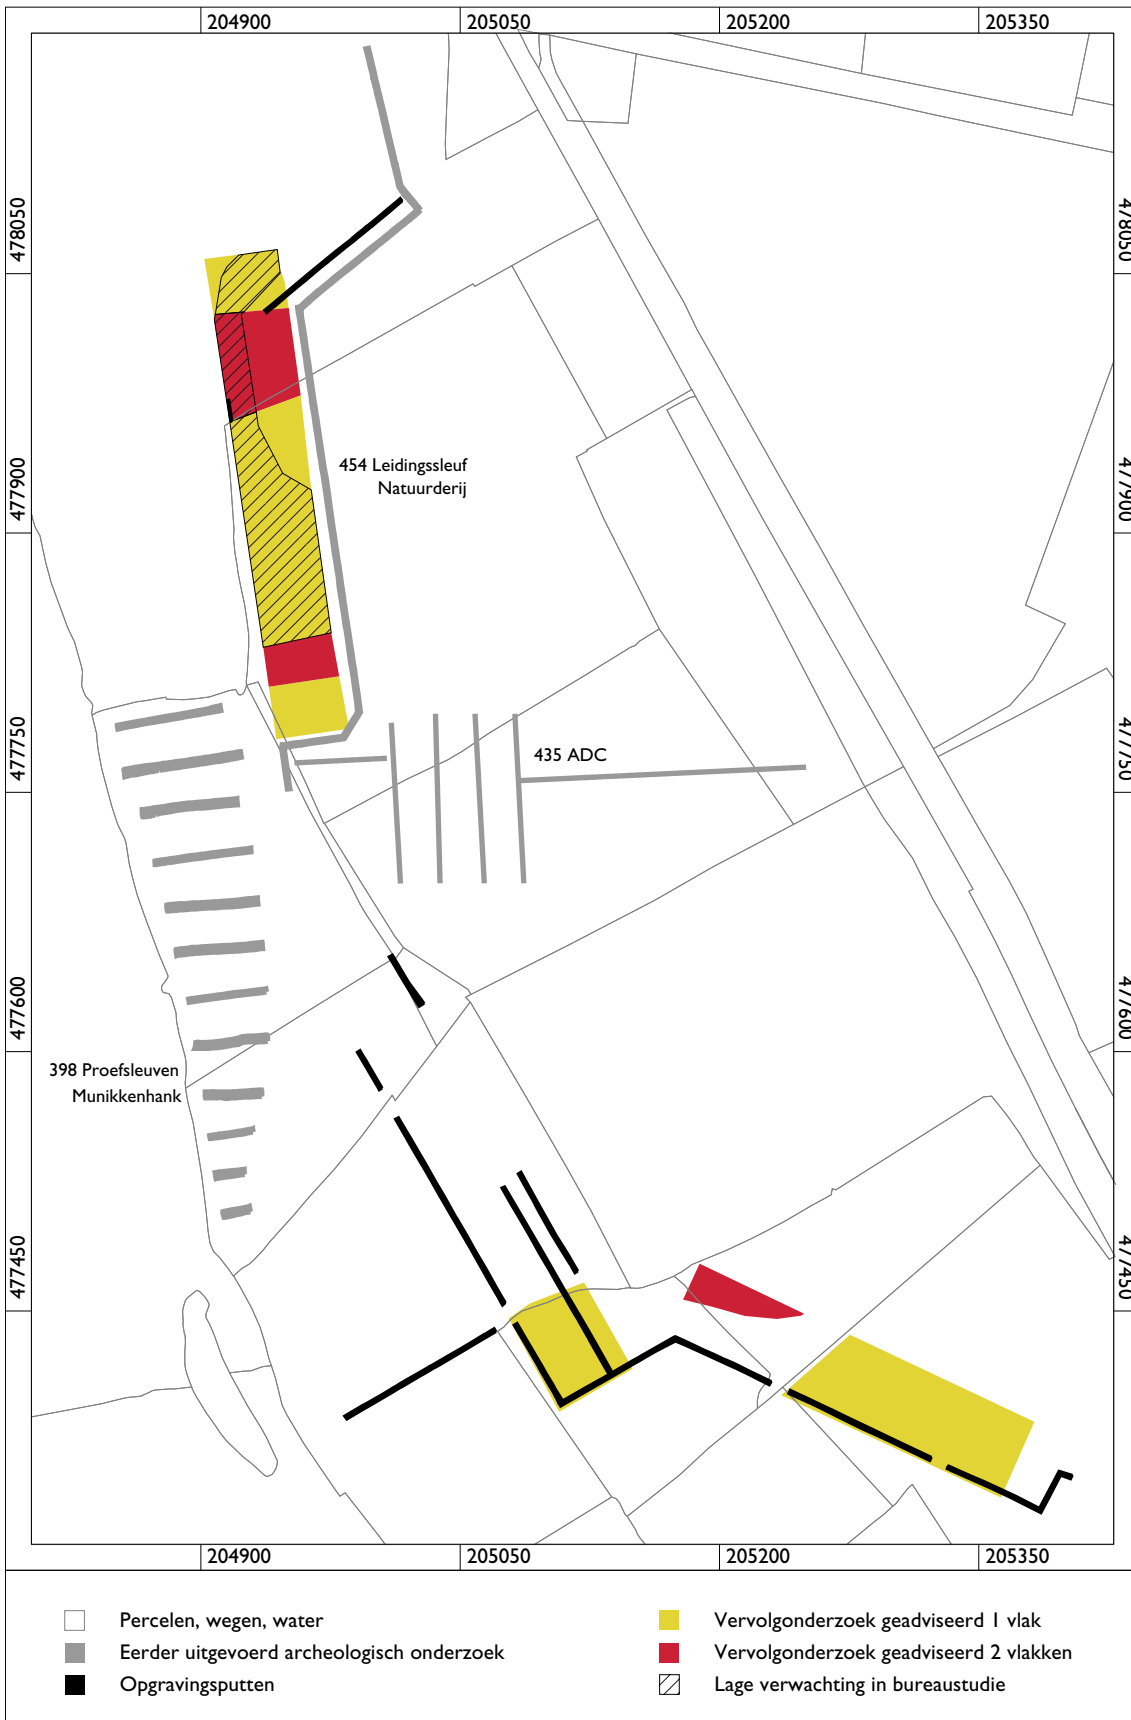 204900 205050 205200 205350
478050 478050
454 Leidingssleuf
Natuurderij
477900 477900
435 ADC
477750 477750
477600 477600
398 Proefsleuven
Munikkenhank
477450 477450
204900 205050 205200 205350
Percelen, wegen, water
Eerder uitgevoerd archeologisch onderzoek
Opgravingsputten
Vervolgonderzoek geadviseerd 1 vlak
Vervolgonderzoek geadviseerd 2 vlakken
Lage verwachting in bureaustudie